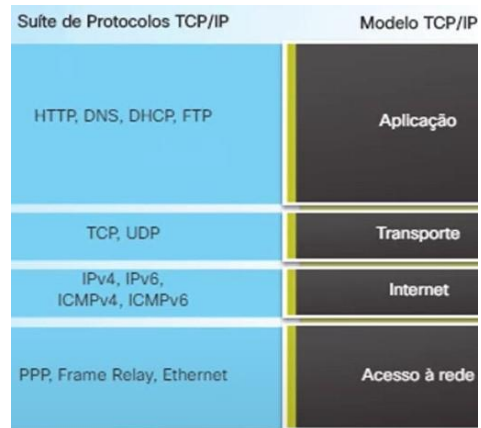 Suíte de Protocolos TCP/IP
Modelo TCP/IP
HTTP, DNS, DHCP, FTP
Aplicação
TCP, UDP
Transporte
IPv4, IPv6,
ICMPv4, ICMPv6
Internet
PPP, Frame Relay, Ethernet
Acesso à rede